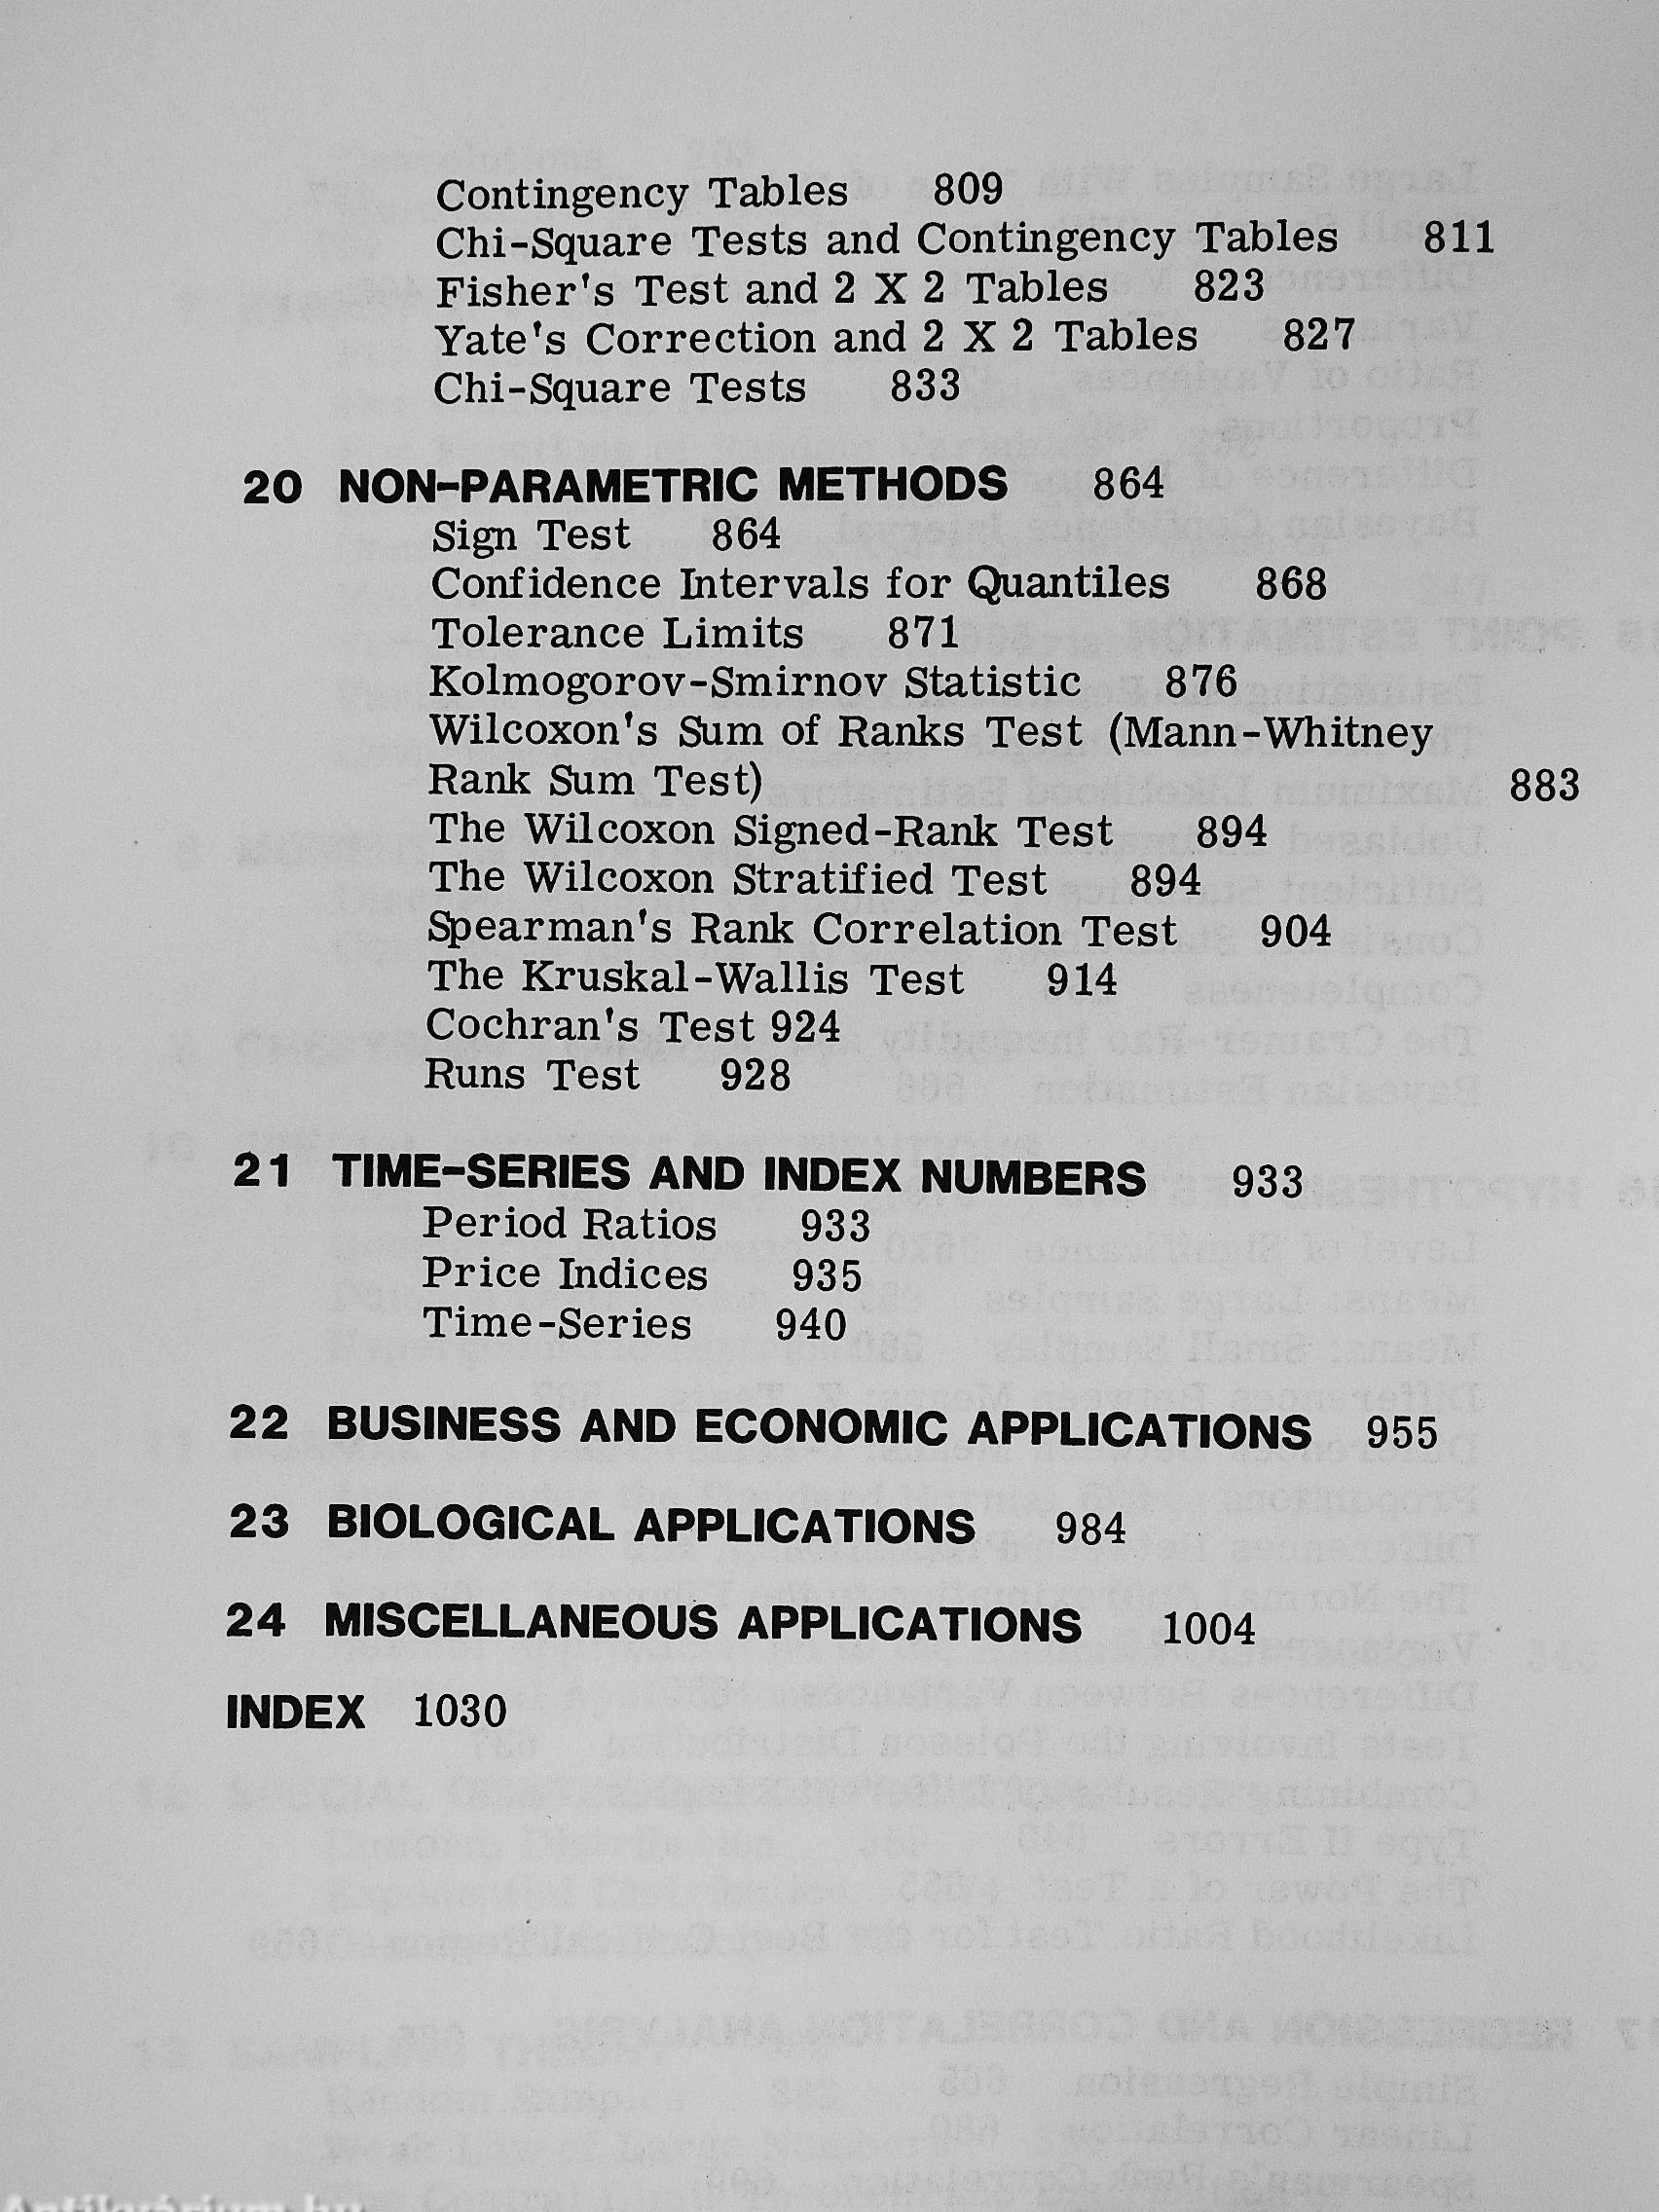 Contingency Tables 809
Chi-Square Tests and Contingency Tables 811
Fisher's Test and 2 X 2 Tables 823
Yate's Correction and 2 X 2 Tables 827
Chi-Square Tests 833
20 NON-PARAMETRIC METHODS 864
Sign Test 864
Confidence Intervals for Quantiles 868
Tolerance Limits 871
Kolmogorov-Smirnov Statistic 876
Wilcoxon's Sum of Ranks Test (Mann-Whitney
Rank Sum Test) 883
The Wilcoxon Signed-Rank Test 894
The Wilcoxon Stratified Test 894
Spearman's Rank Correlation Test 904
The Kruskal-Wallis Test 914
Cochran's Test 924
Runs Test 928
21 TIME-SERIES AND INDEX NUMBERS 933
Period Ratios 933
Price Indices 935
Time-Series 940
22 BUSINESS AND ECONOMIC APPLICATIONS 955
23 BIOLOGICAL APPLICATIONS 984
24 MISCELLANEOUS APPLICATIONS 1004
INDEX 1030